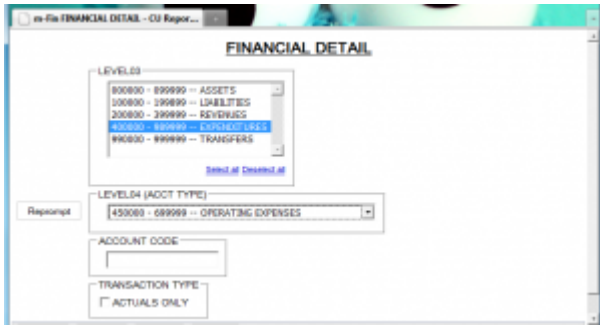 m-Fin FINANCIAL DETAIL - CU Repor...
FINANCIAL DETAIL
LEVEL03
000000 - 099999 -- ASSETS
100000 - 199999 -- LIABILITIES
200000 - 399999 -- REVENUES
400000 - 989999 -- EXPENDITURES
990000 - 999999 -- TRANSFERS
Select all Deselect all
LEVEL04 (ACCT TYPE)
Reprompt
450000 - 699999 -- OPERATING EXPENSES
ACCOUNT CODE
TRANSACTION TYPE
ACTUALS ONLY